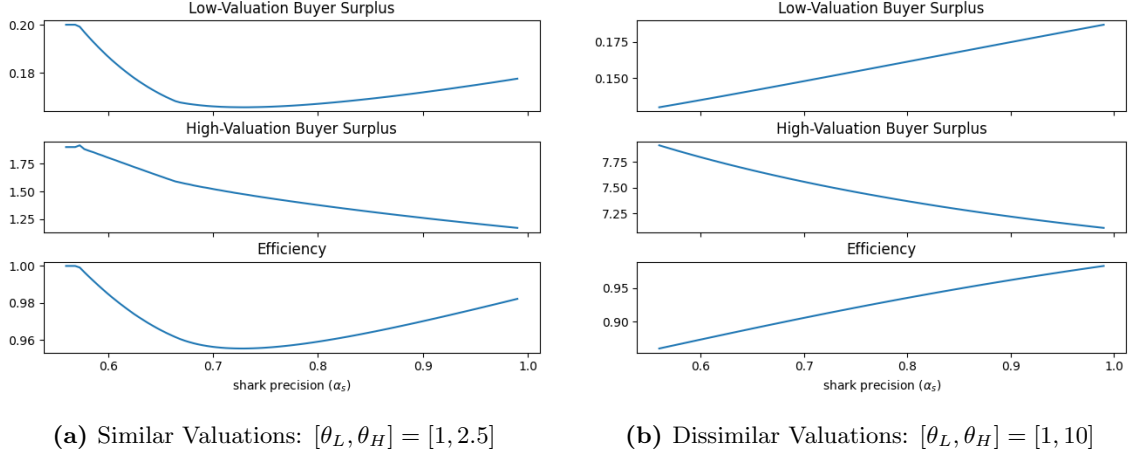 Low-Valuation Buyer Surplus
0.20
0.18
High-Valuation Buyer Surplus
1.75
1.50
1.25
Efficiency
1.00
0.98
0.96
0.6 0.7 0.8 0.9 1.0
shark precision (αs)
(a) Similar Valuations: [θL, θH] = [1, 2.5]
Low-Valuation Buyer Surplus
0.175
0.150
High-Valuation Buyer Surplus
7.75
7.50
7.25
Efficiency
0.95
0.90
0.6 0.7 0.8 0.9 1.0
shark precision (αs)
(b) Dissimilar Valuations: [θL, θH] = [1, 10]